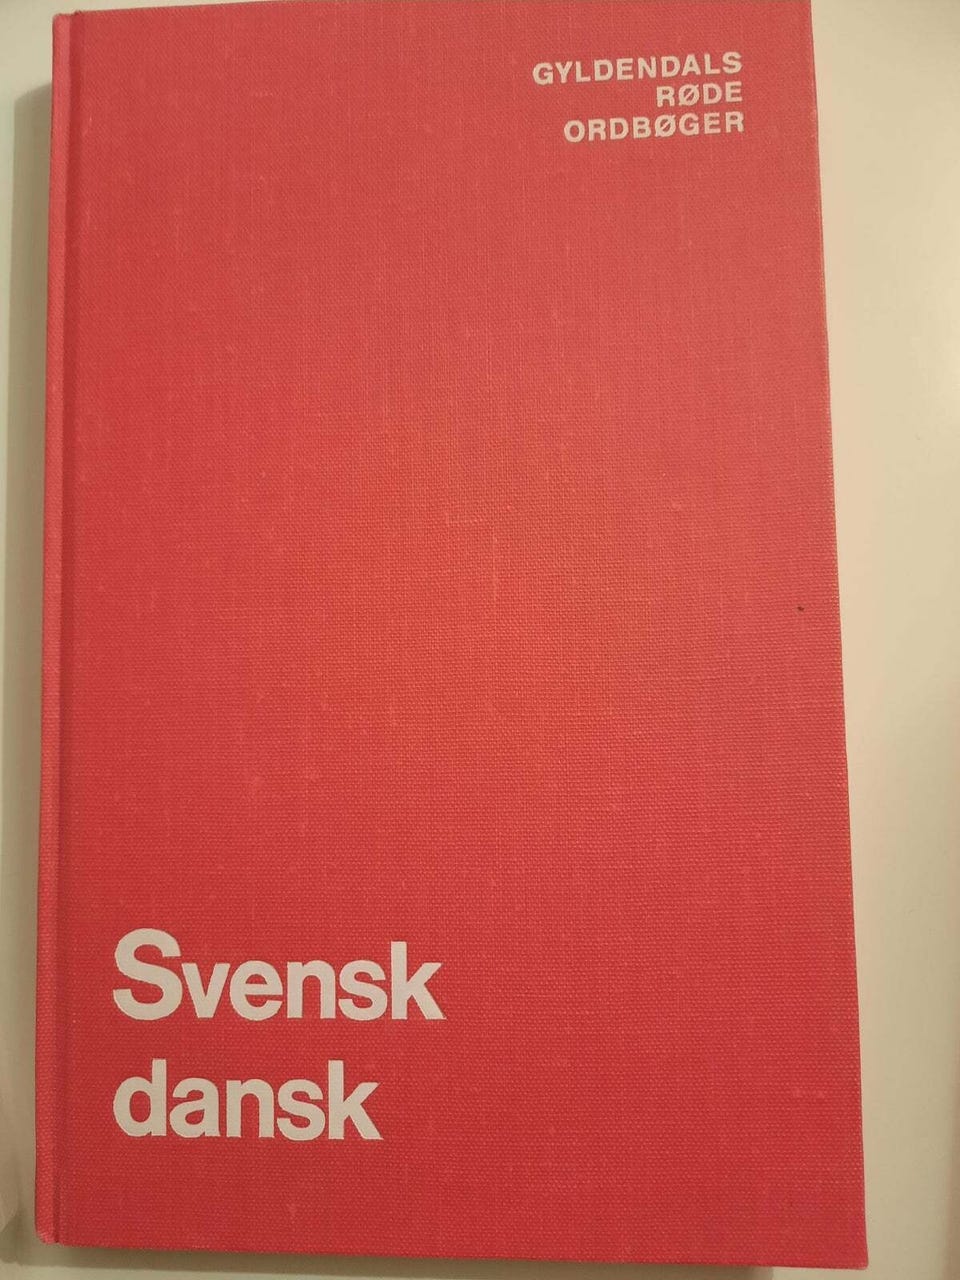 GYLDENDALS
RØDE
ORDBØGER
Svensk
dansk